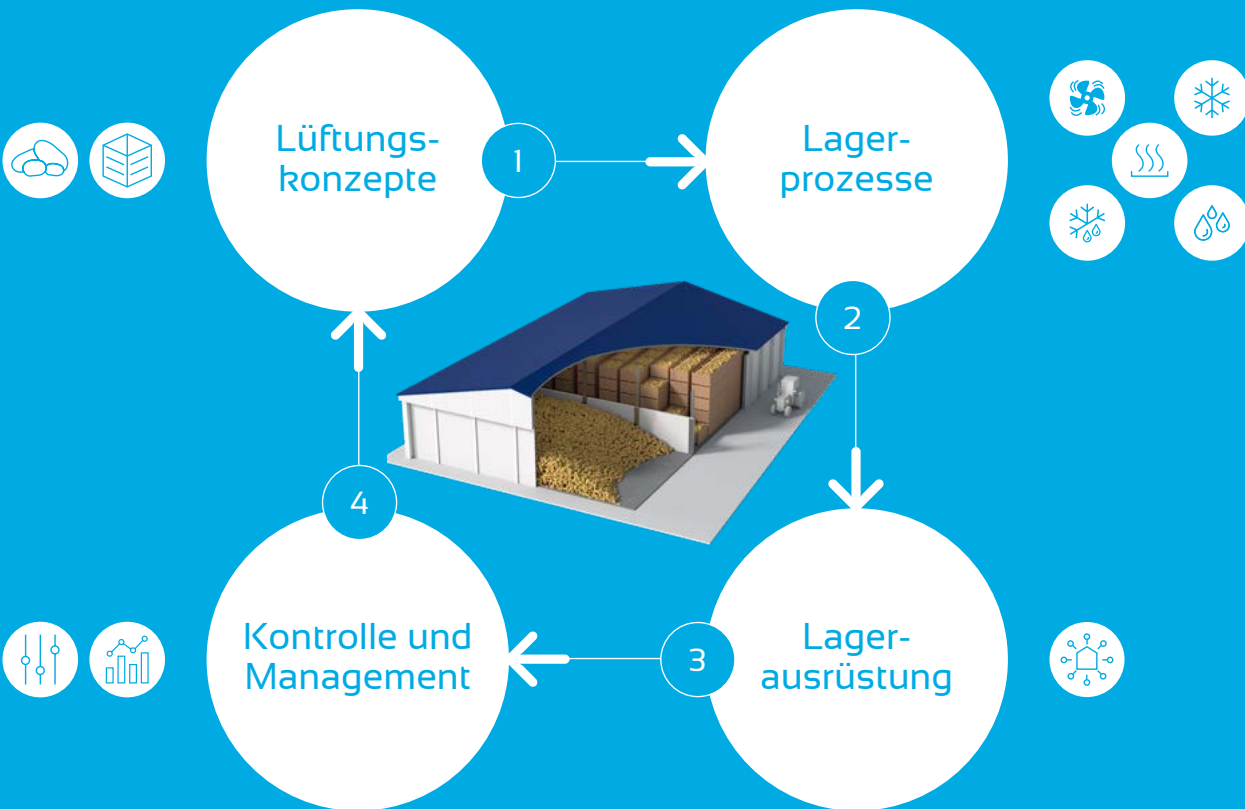 Lüftungs-
konzepte
1
Lager-
prozesse
2
Lager-
ausrüstung
3
Kontrolle und
Management
4